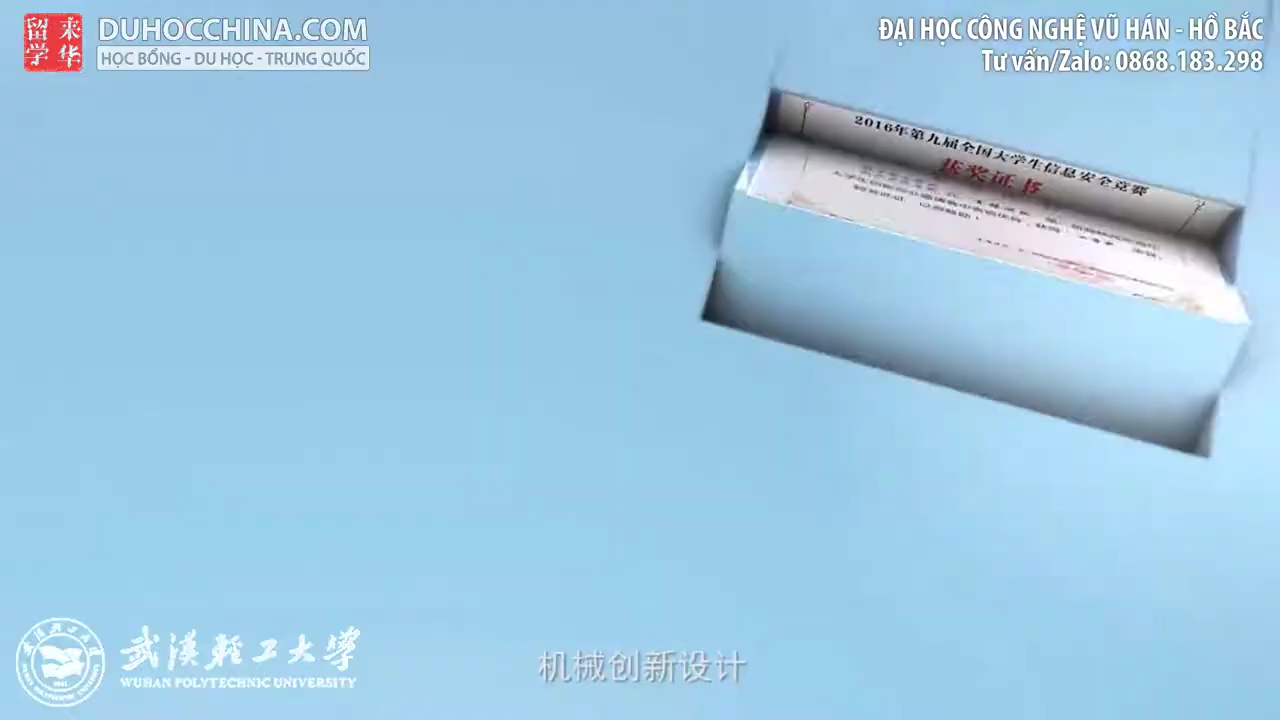 留来
学华
DUHOCCHINA.COM
HỌC BỔNG - DU HỌC - TRUNG QUỐC
ĐẠI HỌC CÔNG NGHỆ VŨ HÁN - HỒ BẮC
Tư vấn/Zalo: 0868.183.298
2016年第九届全国大学生信息安全竞赛
获奖证书
武汉轻工大学
WUHAN POLYTECHNIC UNIVERSITY
机械创新设计